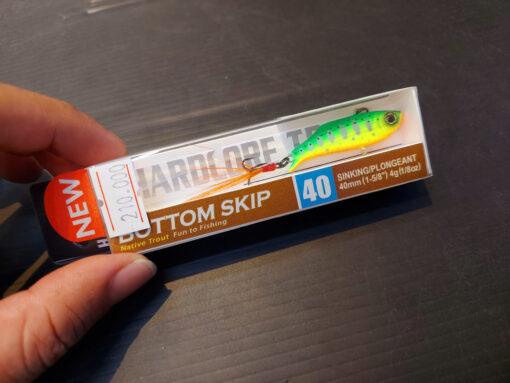 NEW
210.000
HARDCORE
BOTTOM SKIP
Native Trout Fun to Fishing
40
SINKING/PLONGEANT
40mm (1-5/8") 4g (1/8oz)